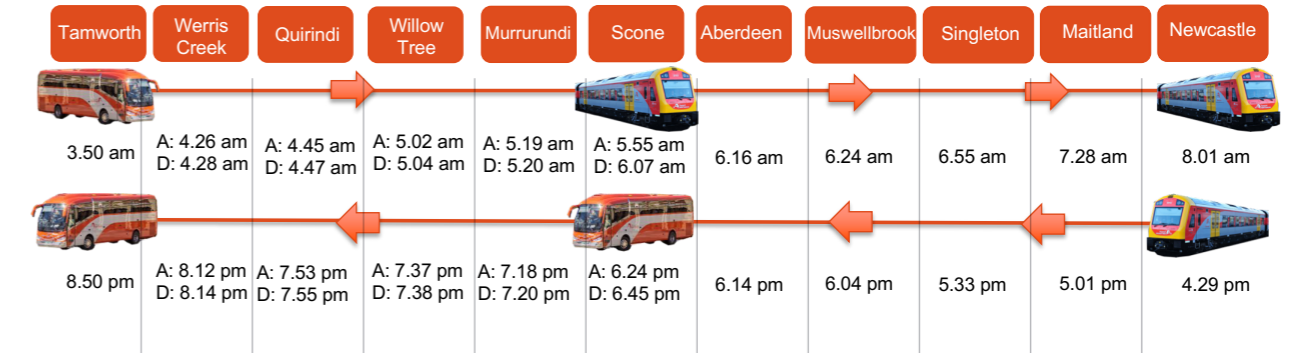 Tamworth
Werris
Creek
Quirindi
Willow
Tree
Murrurundi
Scone
Aberdeen
Muswellbrook
Singleton
Maitland
Newcastle
3.50 am
A: 4.26 am
D: 4.28 am
A: 4.45 am
D: 4.47 am
A: 5.02 am
D: 5.04 am
A: 5.19 am
D: 5.20 am
A: 5.55 am
D: 6.07 am
6.16 am
6.24 am
6.55 am
7.28 am
8.01 am
8.50 pm
A: 8.12 pm
D: 8.14 pm
A: 7.53 pm
D: 7.55 pm
A: 7.37 pm
D: 7.38 pm
A: 7.18 pm
D: 7.20 pm
A: 6.24 pm
D: 6.45 pm
6.14 pm
6.04 pm
5.33 pm
5.01 pm
4.29 pm